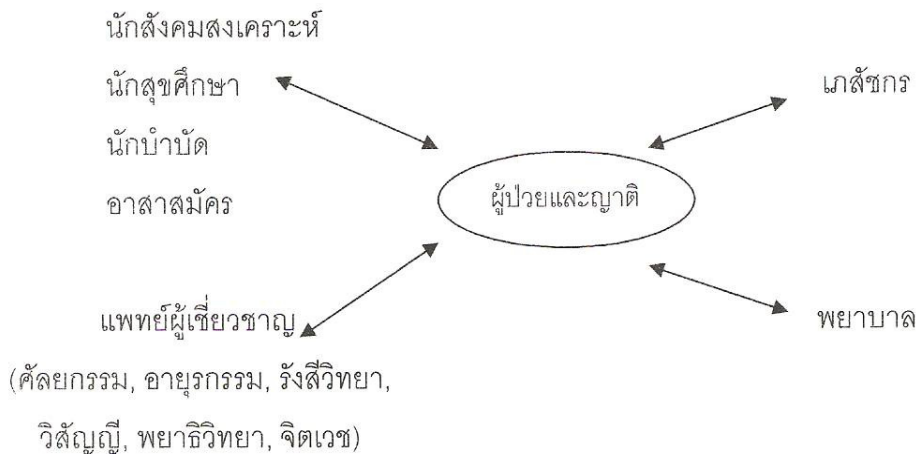 นักสังคมสงเคราะห์
นักสุขศึกษา
เภสัชกร
นักบำบัด
อาสาสมัคร
ผู้ป่วยและญาติ
แพทย์ผู้เชี่ยวชาญ
พยาบาล
(ศัลยกรรม, อายุรกรรม, รังสีวิทยา,
วิสัญญี, พยาธิวิทยา, จิตเวช)